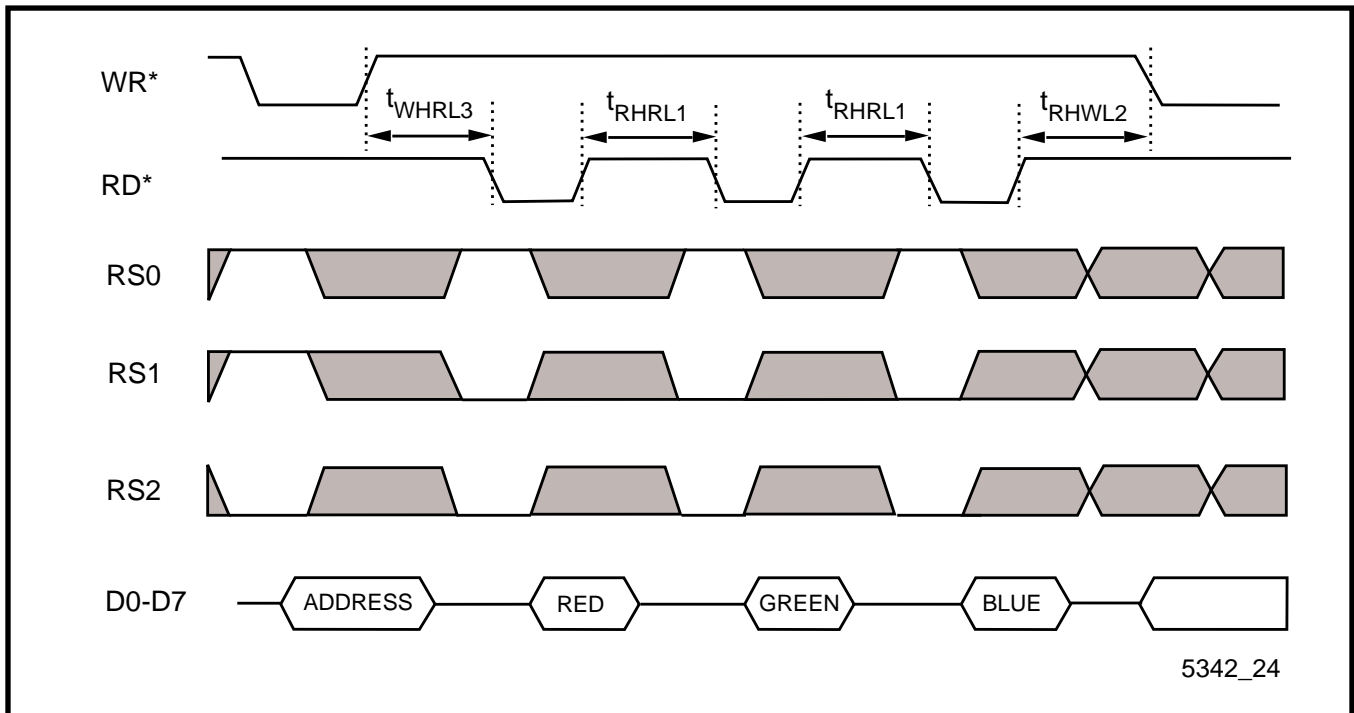 WR*
tWHRL3 tRHRL1 tRHRL1 tRHWL2
RD*
RS0
RS1
RS2
D0-D7 ADDRESS RED GREEN BLUE
5342_24